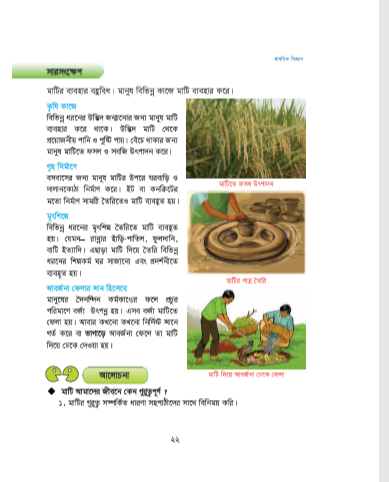 প্রাথমিক বিজ্ঞান
সারসংক্ষেপ
মাটির ব্যবহার বহুবিধ। মানুষ বিভিন্ন কাজে মাটি ব্যবহার করে।
কৃষি কাজে
বিভিন্ন ধরনের উদ্ভিদ জন্মানোর জন্য মানুষ মাটি
ব্যবহার করে থাকে। উদ্ভিদ মাটি থেকে
প্রয়োজনীয় পানি ও পুষ্টি পায়। বেঁচে থাকার জন্য
মানুষ মাটিতে ফসল ও সবজি উৎপাদন করে।
মাটিতে ফসল উৎপাদন
গৃহ নির্মাণে
বসবাসের জন্য মানুষ মাটির উপরে ঘরবাড়ি ও
দালানকোঠা নির্মাণ করে। ইট বা কনক্রিটের
মতো নির্মাণ সামগ্রী তৈরিতেও মাটি ব্যবহৃত হয়।
মৃৎশিল্পে
বিভিন্ন ধরনের মৃৎশিল্প তৈরিতে মাটি ব্যবহৃত
হয়। যেমন— রান্নার হাঁড়ি-পাতিল, ফুলদানি,
বাটি ইত্যাদি। এছাড়া মাটি দিয়ে তৈরি বিভিন্ন
ধরনের শিল্পকর্ম ঘর সাজানো এবং প্রদর্শনীতে
ব্যবহৃত হয়।
মাটির পাত্র তৈরি
আবর্জনা ফেলার স্থান হিসেবে
মানুষের দৈনন্দিন কর্মকাণ্ডের ফলে প্রচুর
পরিমাণে বর্জ্য উৎপন্ন হয়। এসব বর্জ্য মাটিতে
ফেলা হয়। আবার কখনো কখনো নির্দিষ্ট স্থানে
গর্ত করে বা ভাগাড়ে আবর্জনা ফেলে তা মাটি
দিয়ে ঢেকে দেওয়া হয়।
মাটি দিয়ে আবর্জনা ঢেকে ফেলা
আলোচনা
◆ মাটি আমাদের জীবনে কেন গুরুত্বপূর্ণ ?
১. মাটির গুরুত্ব সম্পর্কিত ধারণা সহপাঠীদের সাথে বিনিময় করি।
২২